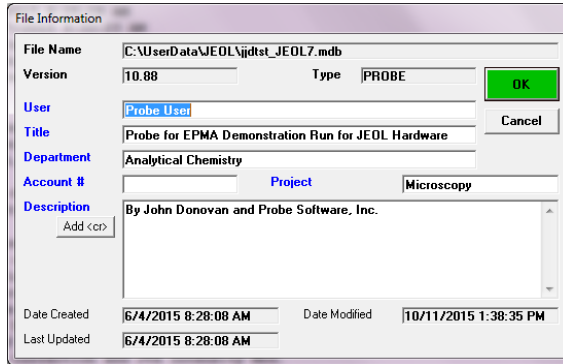 File Information
File Name C:\UserData\JEOL\jjdtst_JEOL7.mdb
Version 10.88 Type PROBE
OK
User Probe User
Cancel
Title Probe for EPMA Demonstration Run for JEOL Hardware
Department Analytical Chemistry
Account # Project Microscopy
Description By John Donovan and Probe Software, Inc.
Add <cr>
Date Created 6/4/2015 8:28:08 AM Date Modified 10/11/2015 1:38:35 PM
Last Updated 6/4/2015 8:28:08 AM